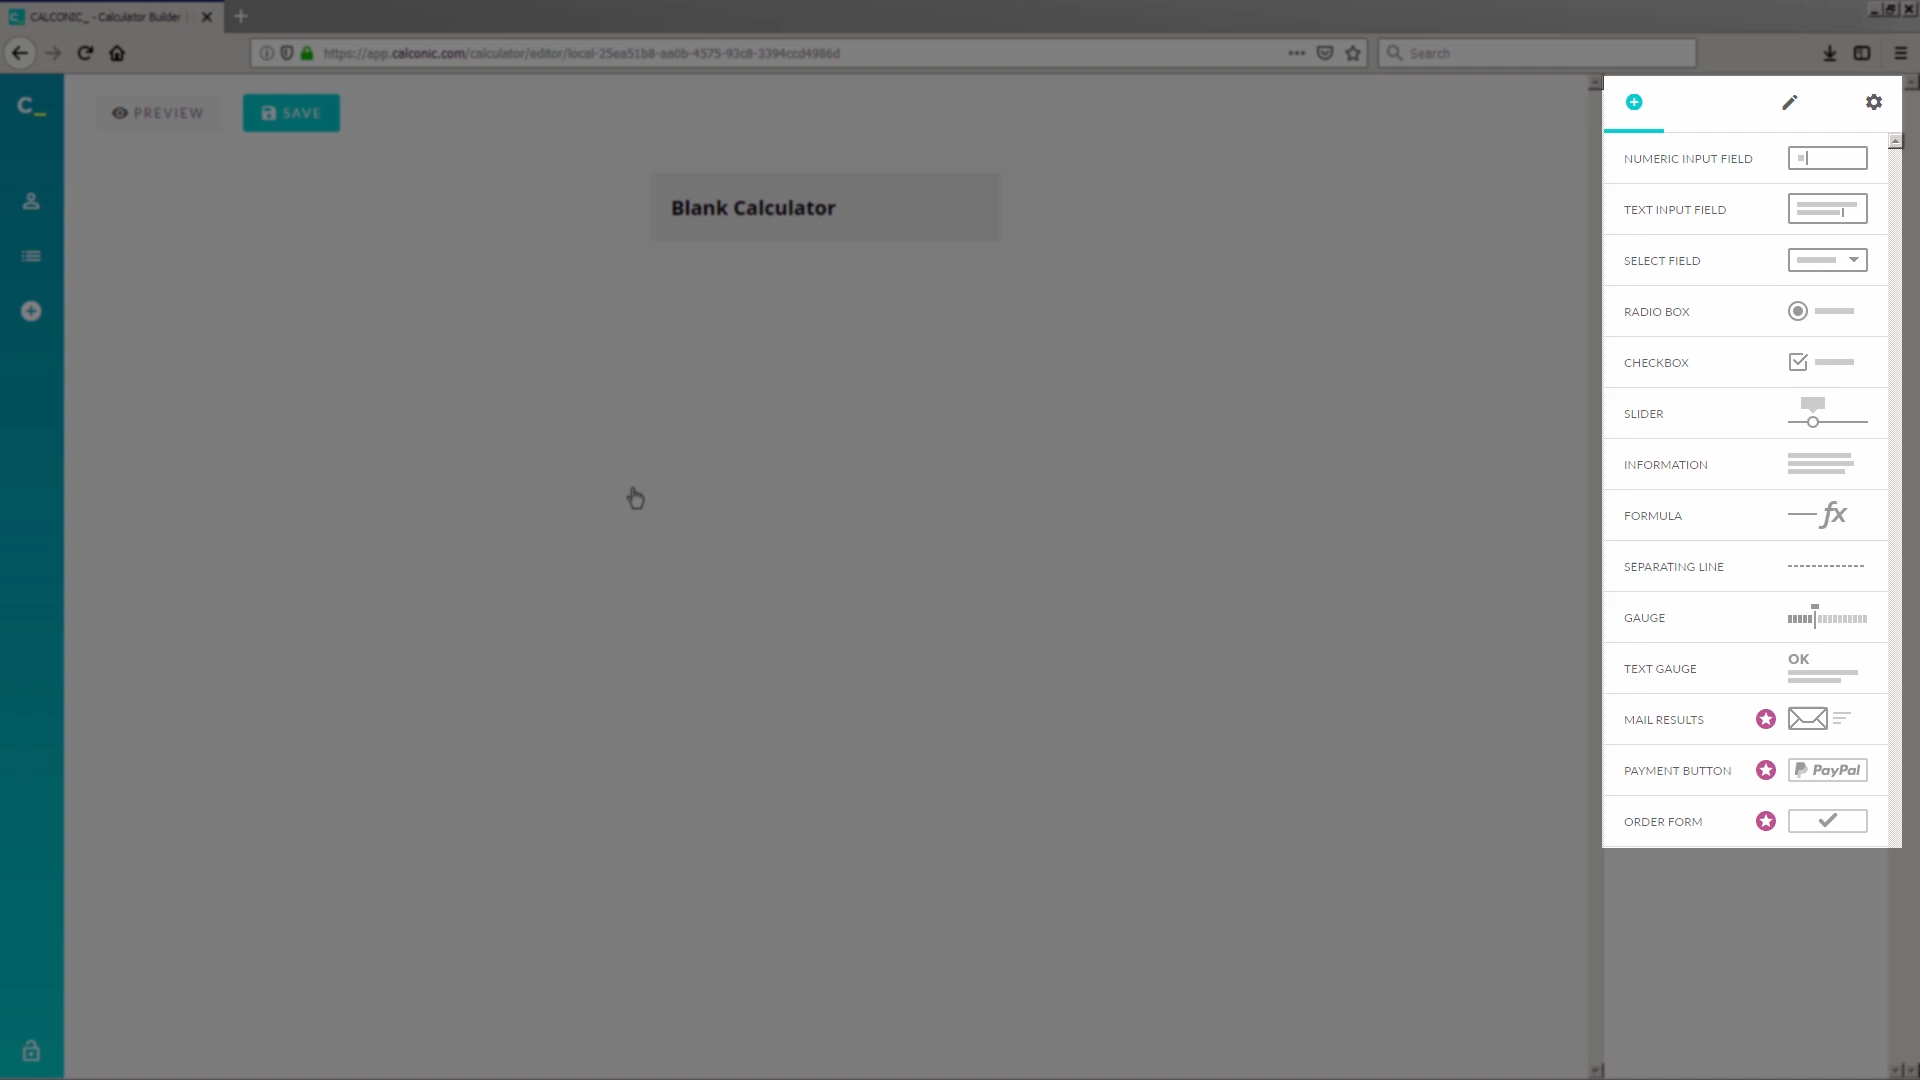 CALCONIC_ - Calculator Builder |
https://app.calconic.com/calculator/editor/local-25ea51b8-aa0b-4575-93c8-3394ccd4986d
Search
C_
PREVIEW
SAVE
Blank Calculator
NUMERIC INPUT FIELD
TEXT INPUT FIELD
SELECT FIELD
RADIO BOX
CHECKBOX
SLIDER
INFORMATION
FORMULA
fx
SEPARATING LINE
GAUGE
TEXT GAUGE
OK
MAIL RESULTS
PAYMENT BUTTON
PayPal
ORDER FORM